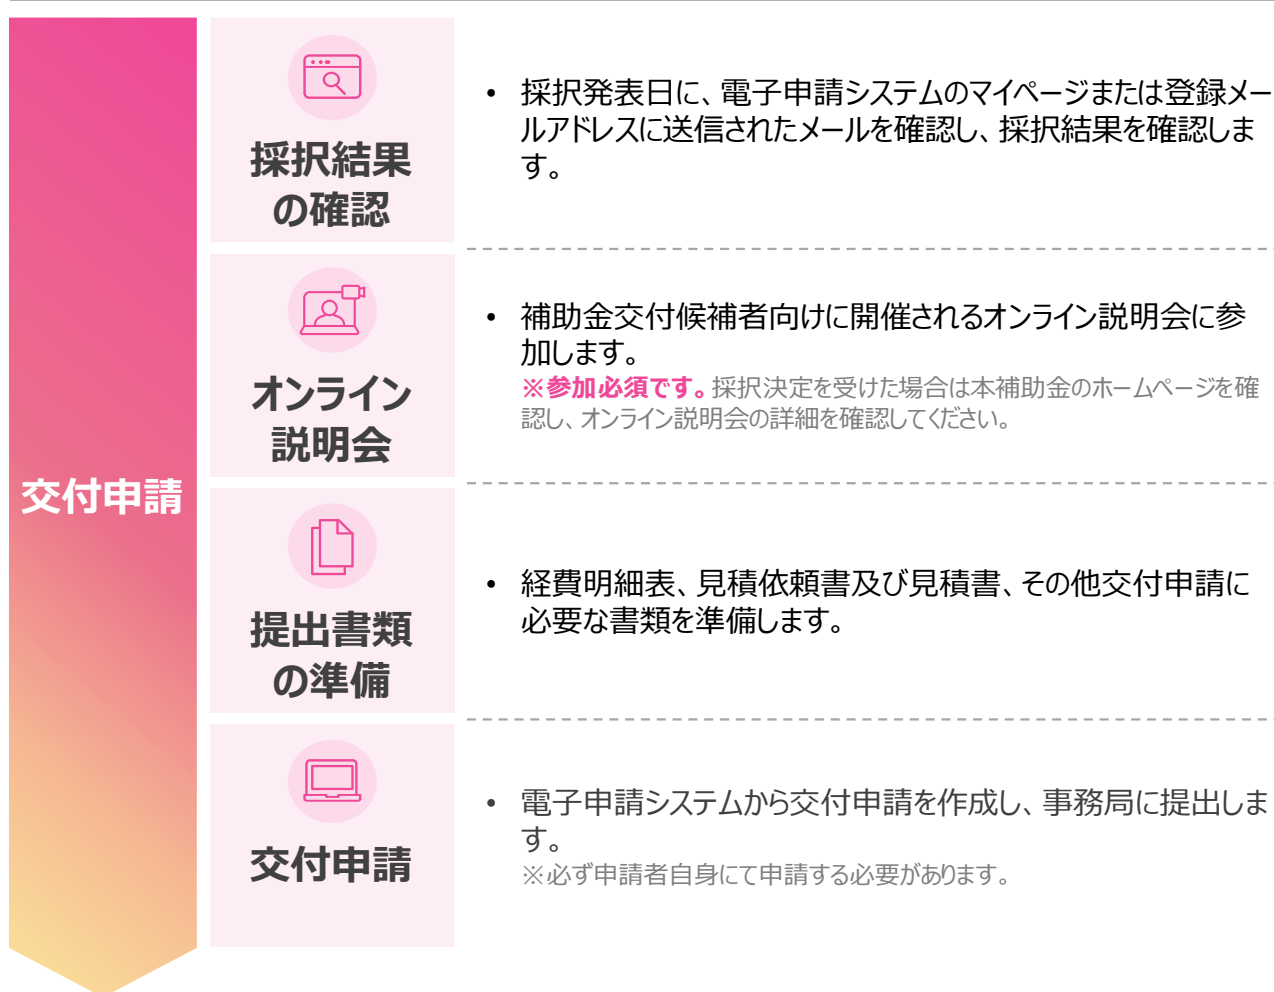 交付申請
採択結果
の確認
• 採択発表日に、電子申請システムのマイページまたは登録メー
ルアドレスに送信されたメールを確認し、採択結果を確認しま
す。
オンライン
説明会
• 補助金交付候補者向けに開催されるオンライン説明会に参
加します。
※参加必須です。採択決定を受けた場合は本補助金のホームページを確
認し、オンライン説明会の詳細を確認してください。
提出書類
の準備
• 経費明細表、見積依頼書及び見積書、その他交付申請に
必要な書類を準備します。
交付申請
• 電子申請システムから交付申請を作成し、事務局に提出しま
す。
※必ず申請者自身にて申請する必要があります。